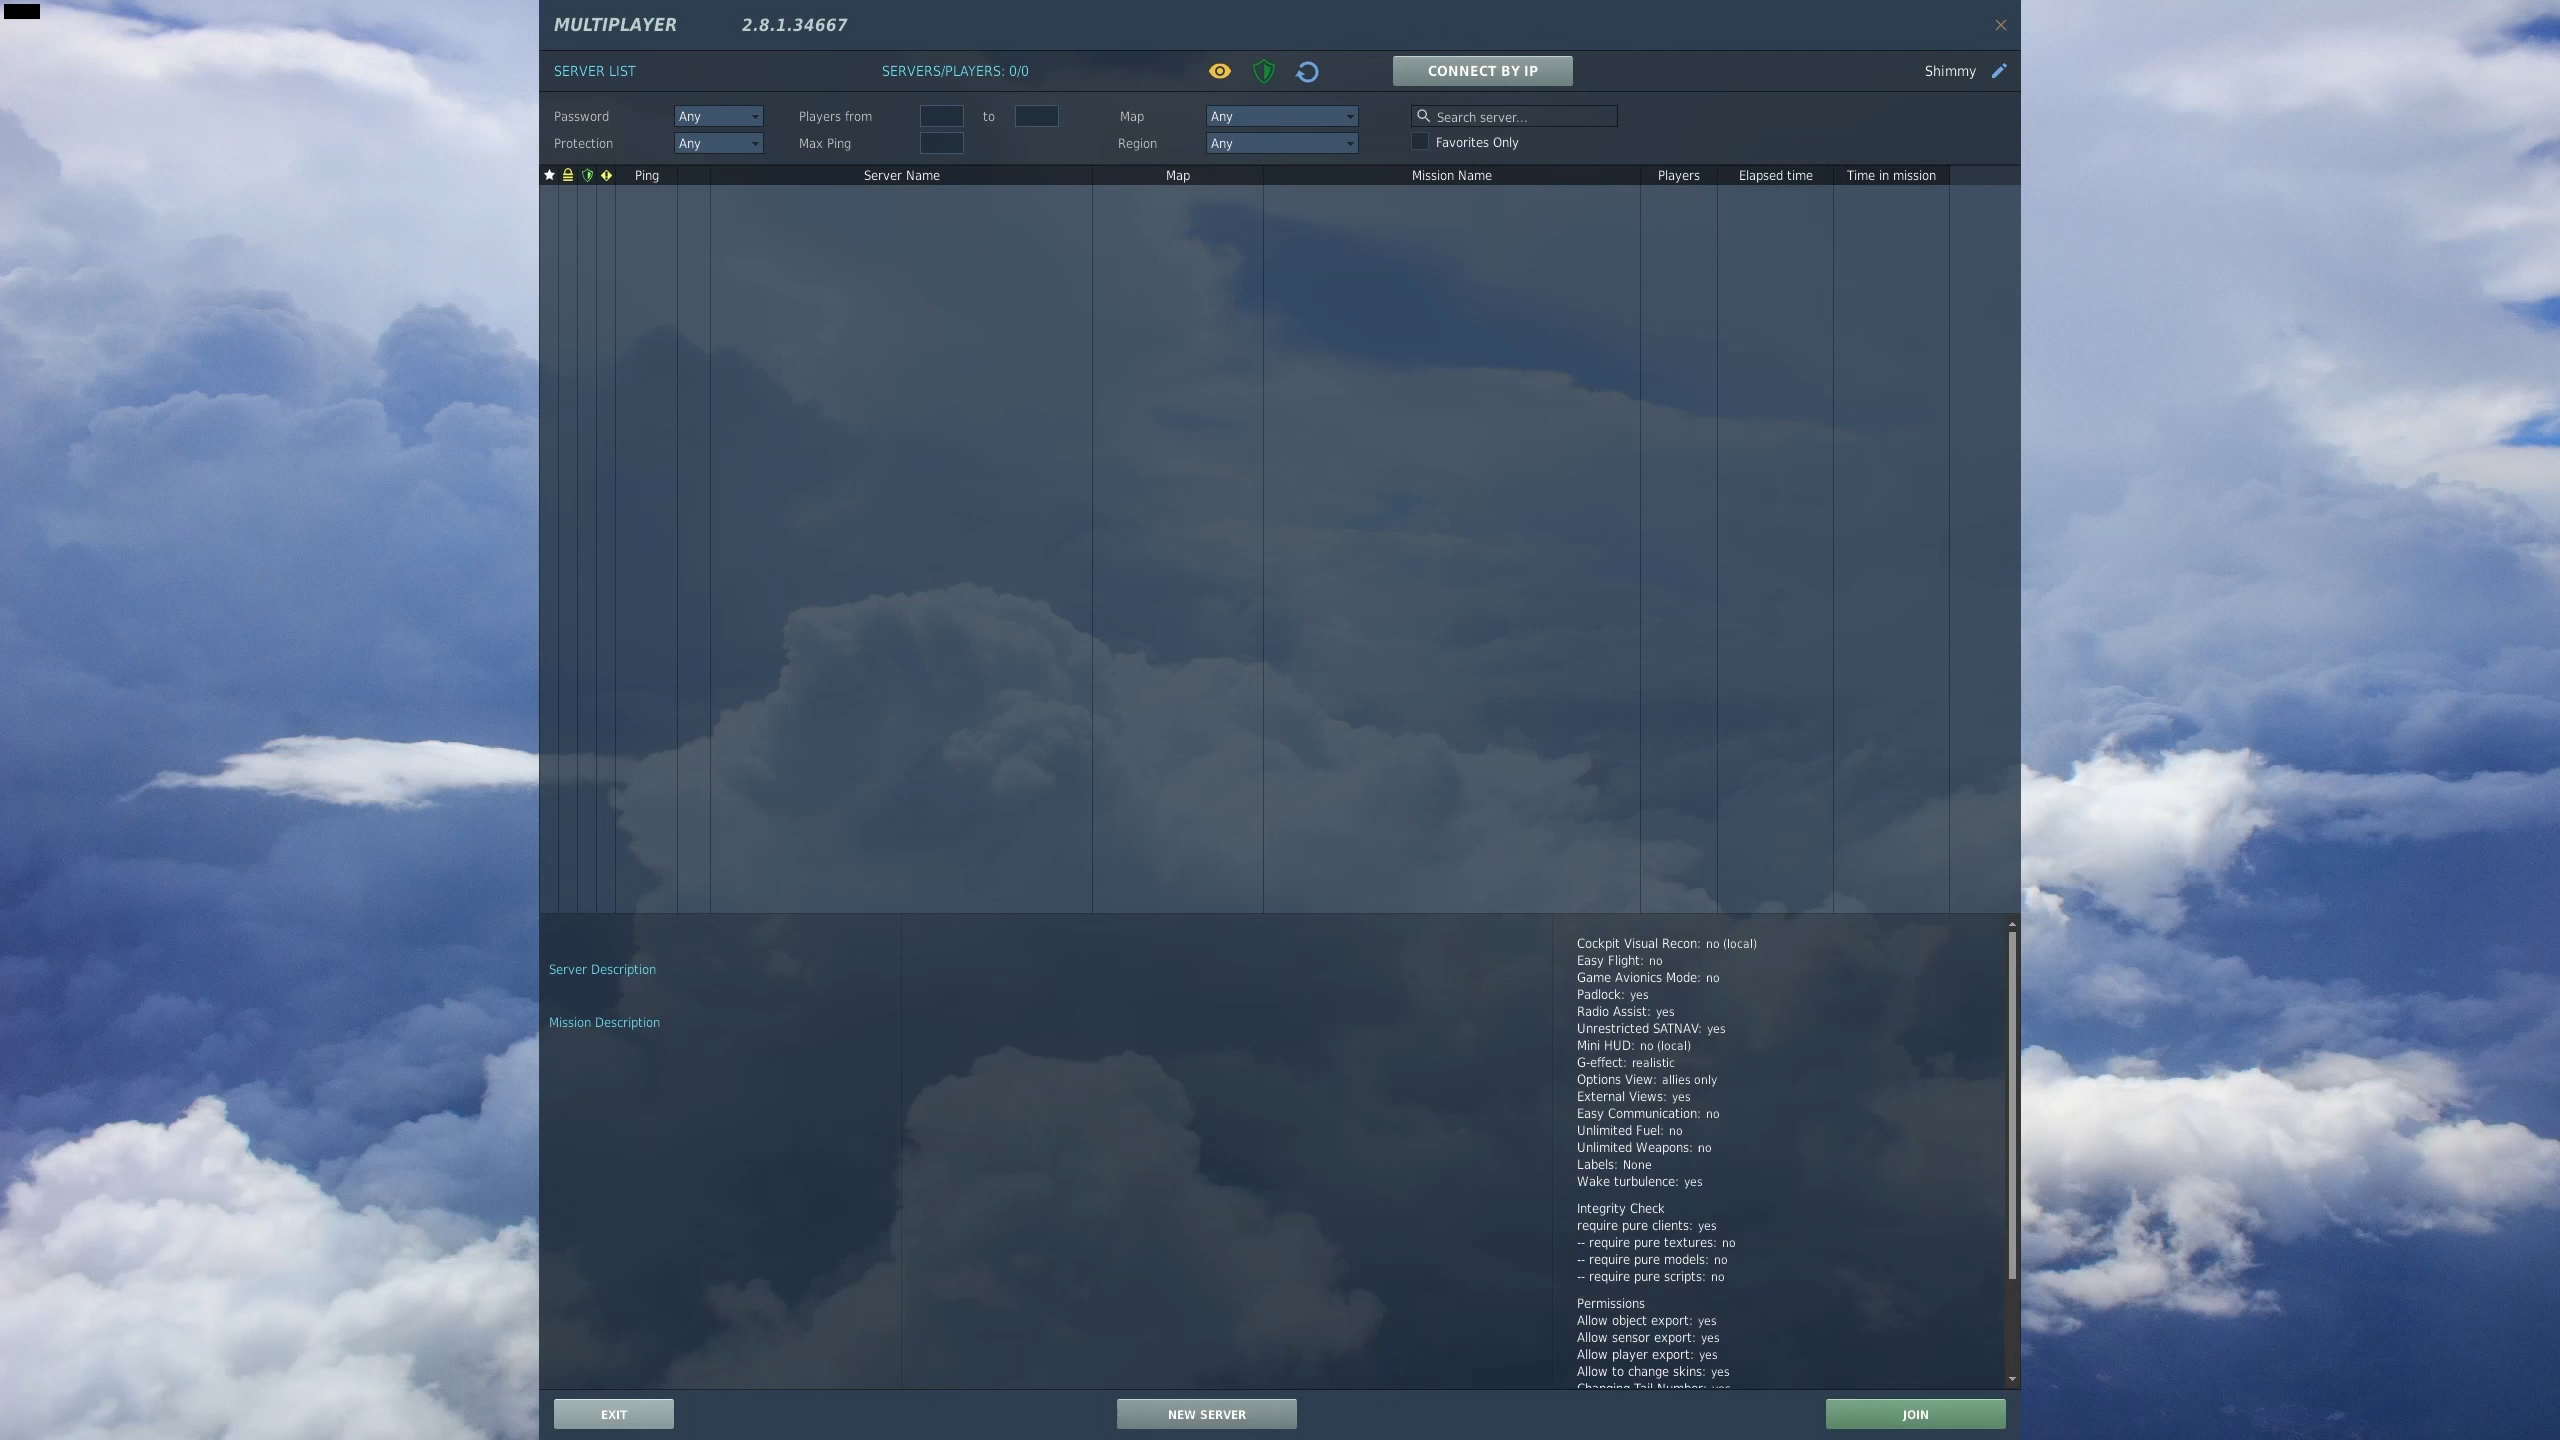 MULTIPLAYER 2.8.1.34667
SERVER LIST SERVERS/PLAYERS: 0/0 CONNECT BY IP Shimmy
Password Any Players from to Map Any Search server...
Protection Any Max Ping Region Any Favorites Only
Ping Server Name Map Mission Name Players Elapsed time Time in mission
Server Description
Mission Description
Cockpit Visual Recon: no (local)
Easy Flight: no
Game Avionics Mode: no
Padlock: yes
Radio Assist: yes
Unrestricted SATNAV: yes
Mini HUD: no (local)
G-effect: realistic
Options View: allies only
External Views: yes
Easy Communication: no
Unlimited Fuel: no
Unlimited Weapons: no
Labels: None
Wake turbulence: yes
Integrity Check
require pure clients: yes
-- require pure textures: no
-- require pure models: no
-- require pure scripts: no
Permissions
Allow object export: yes
Allow sensor export: yes
Allow player export: yes
Allow to change skins: yes
Changing Tail Number: yes
EXIT NEW SERVER JOIN